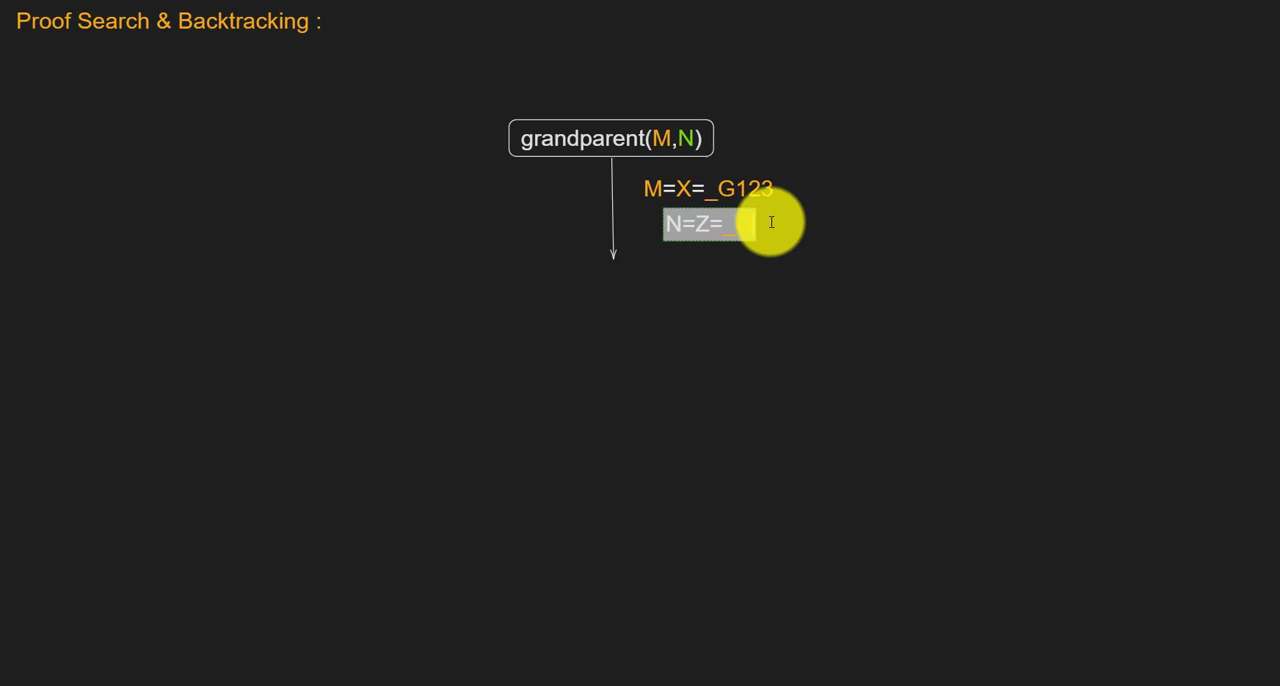 Proof Search & Backtracking :
grandparent(M,N)
M=X=_G123
N=Z=_